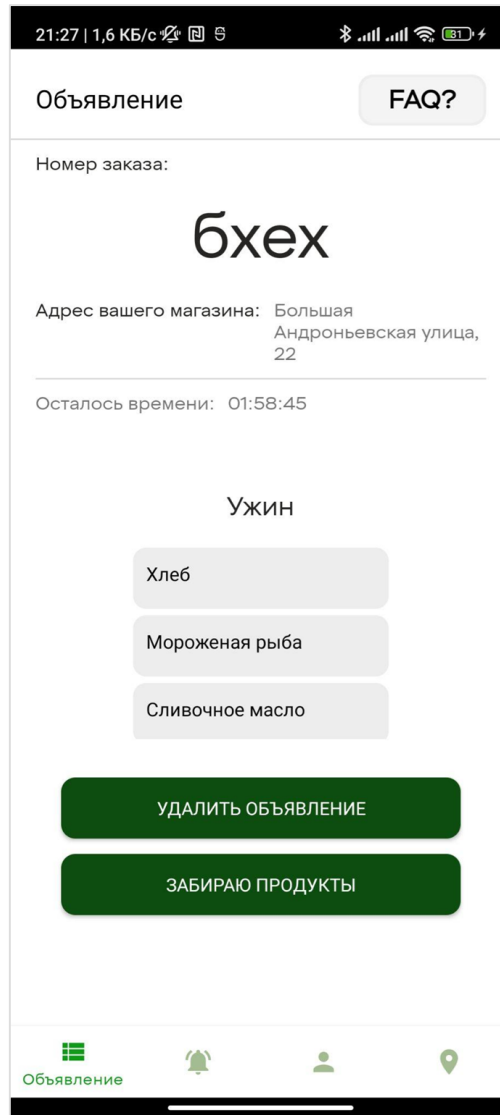 21:27 | 1,6 КБ/с 81
Объявление FAQ?
Номер заказа:
бхех
Адрес вашего магазина: Большая
Андроньевская улица,
22
Осталось времени: 01:58:45
Ужин
Хлеб
Мороженая рыба
Сливочное масло
УДАЛИТЬ ОБЪЯВЛЕНИЕ
ЗАБИРАЮ ПРОДУКТЫ
Объявление